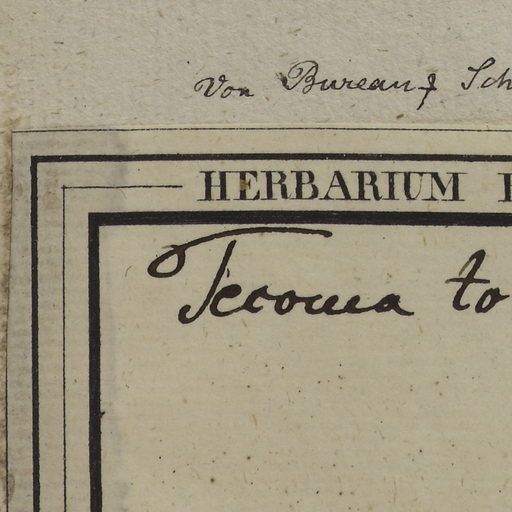 Von Bureau f Sch
HERBARIUM
Tecoma to